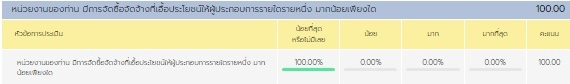 หน่วยงานของท่าน มีการจัดซื้อจัดจ้างที่เอื้อประโยชน์ให้ผู้ประกอบการรายใดรายหนึ่ง มากน้อยเพียงใด 100.00
หัวข้อการประเมิน น้อยที่สุด หรือไม่มีเลย น้อย มาก มากที่สุด คะแนน
หน่วยงานของท่าน มีการจัดซื้อจัดจ้างที่เอื้อประโยชน์ให้ผู้ประกอบการรายใดรายหนึ่ง มาก 100.00% 0.00% 0.00% 0.00% 100.00
น้อยเพียงใด